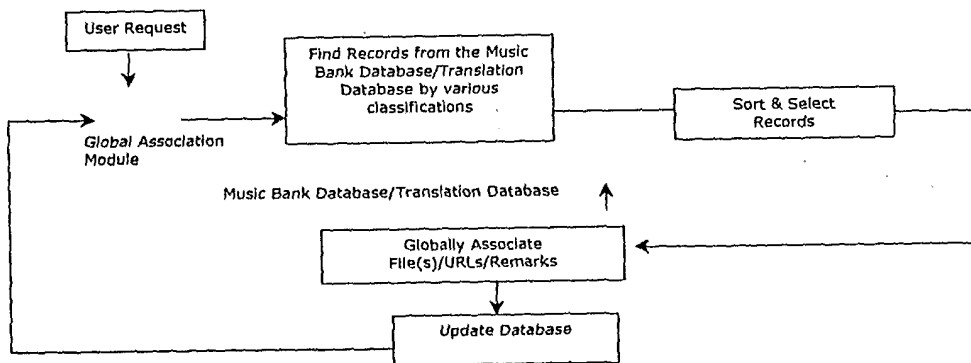 User Request
Find Records from the Music
Bank Database/Translation
Database by various
classifications
Sort & Select
Records
Global Association
Module
Music Bank Database/Translation Database
Globally Associate
File(s)/URLs/Remarks
Update Database